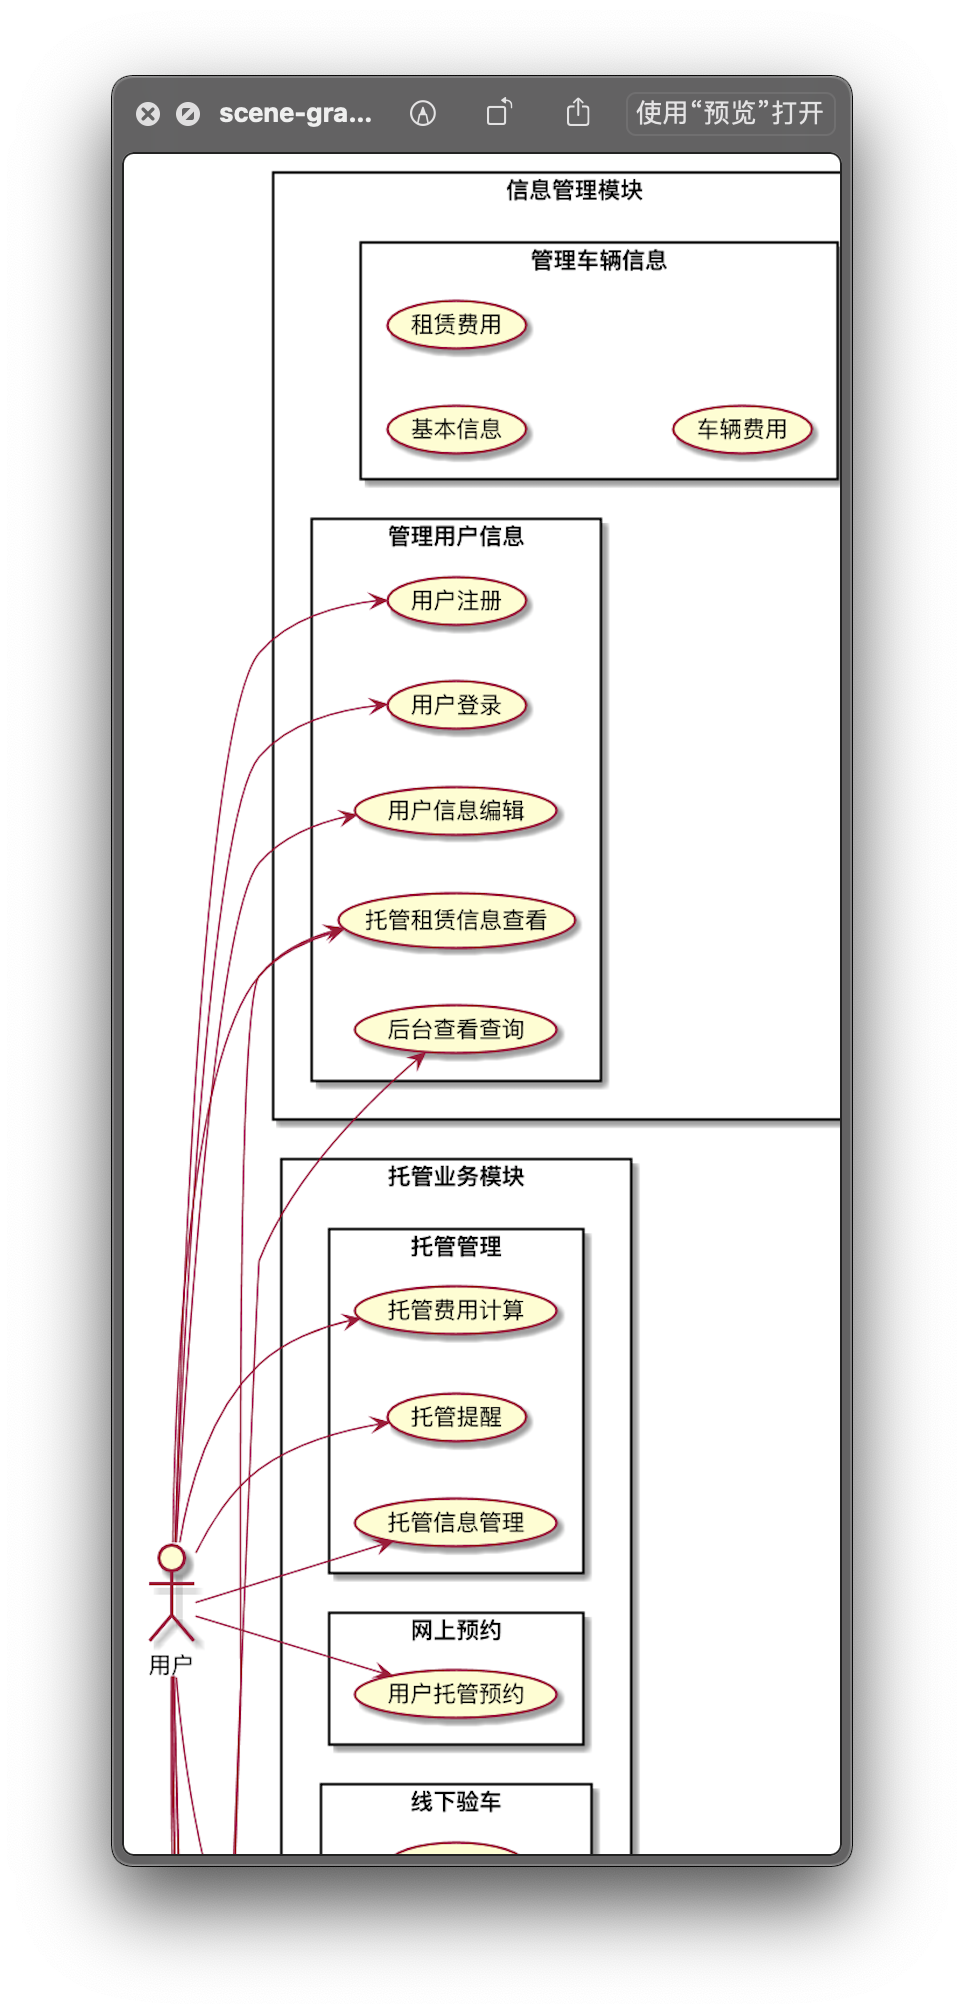 scene-gra...
使用“预览”打开
信息管理模块
管理车辆信息
租赁费用
基本信息
车辆费用
管理用户信息
用户注册
用户登录
用户信息编辑
托管租赁信息查看
后台查看查询
托管业务模块
托管管理
托管费用计算
托管提醒
托管信息管理
用户
网上预约
用户托管预约
线下验车